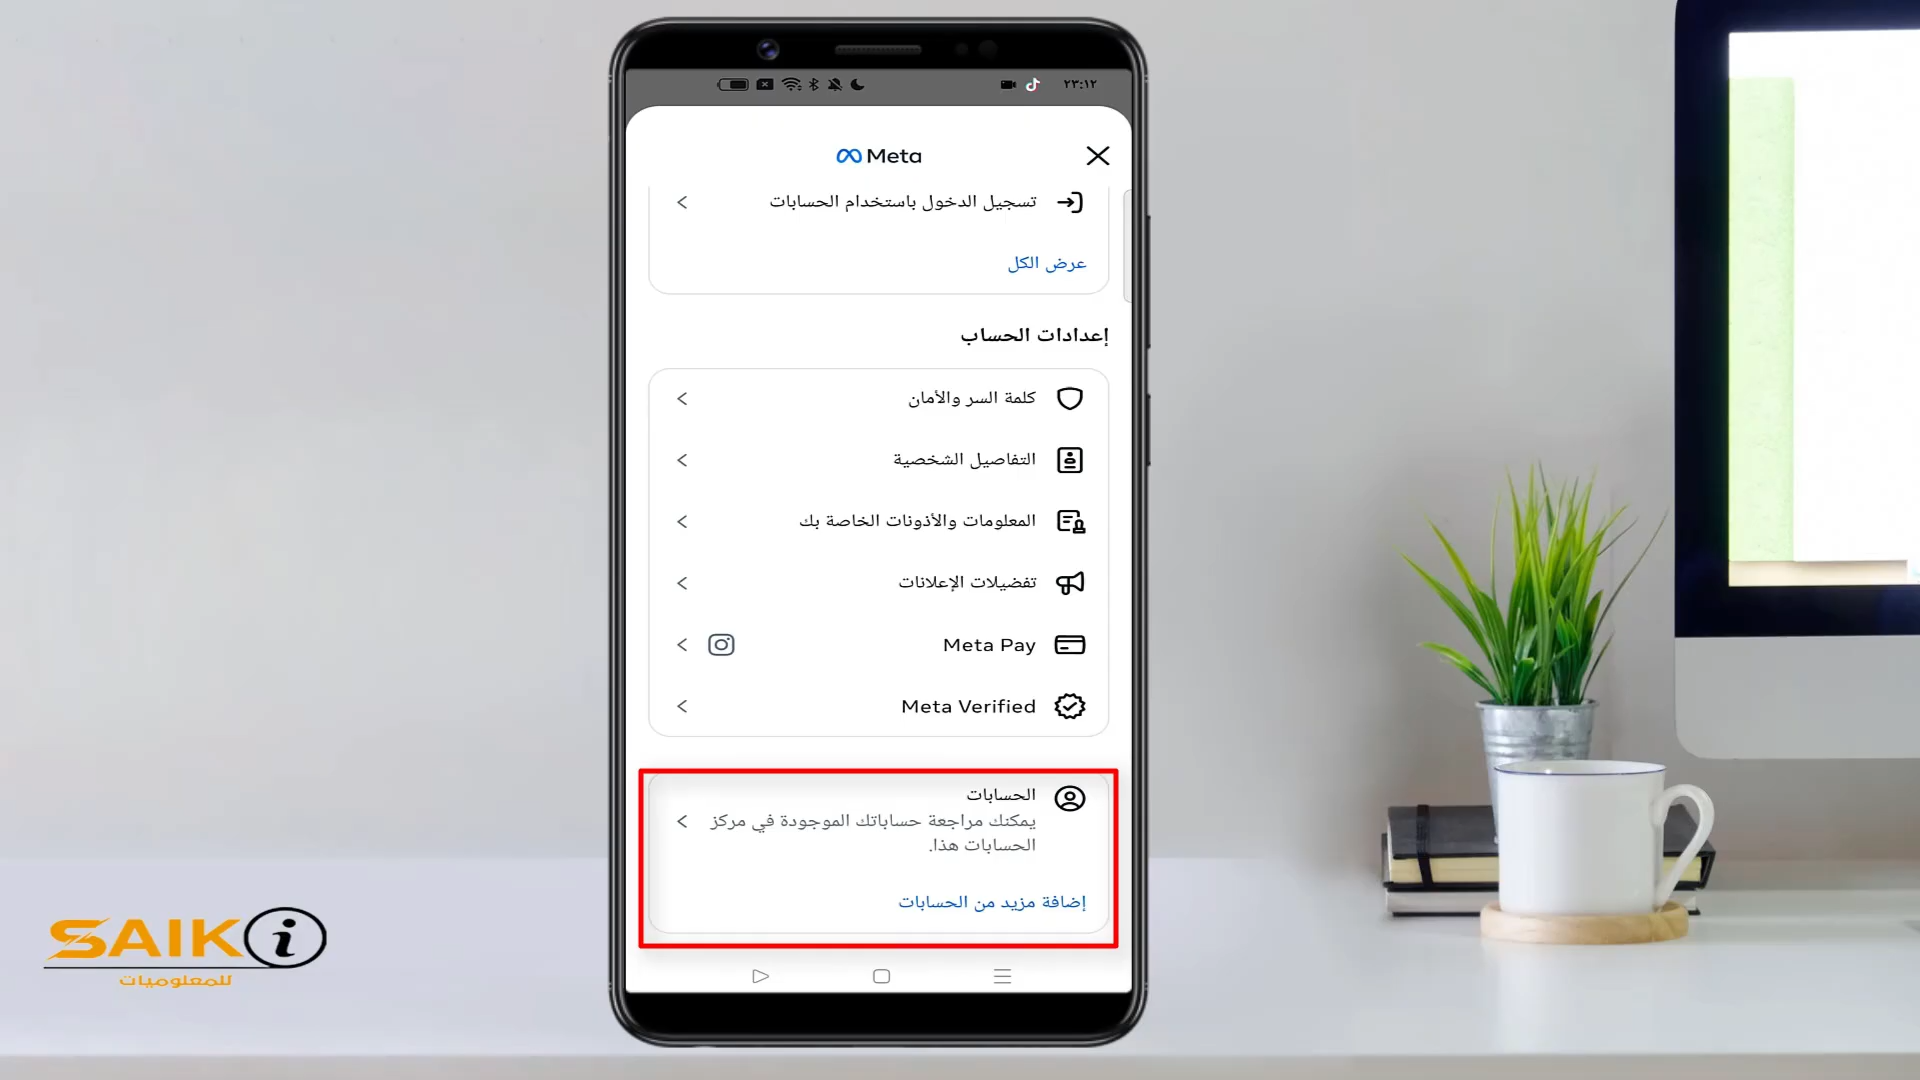 ٢٣:١٢
Meta
تسجيل الدخول باستخدام الحسابات
عرض الكل
إعدادات الحساب
كلمة السر والأمان
التفاصيل الشخصية
المعلومات والأذونات الخاصة بك
تفضيلات الإعلانات
Meta Pay
Meta Verified
الحسابات
يمكنك مراجعة حساباتك الموجودة في مركز
الحسابات هذا.
إضافة مزيد من الحسابات
SAIKi
للمعلوميات